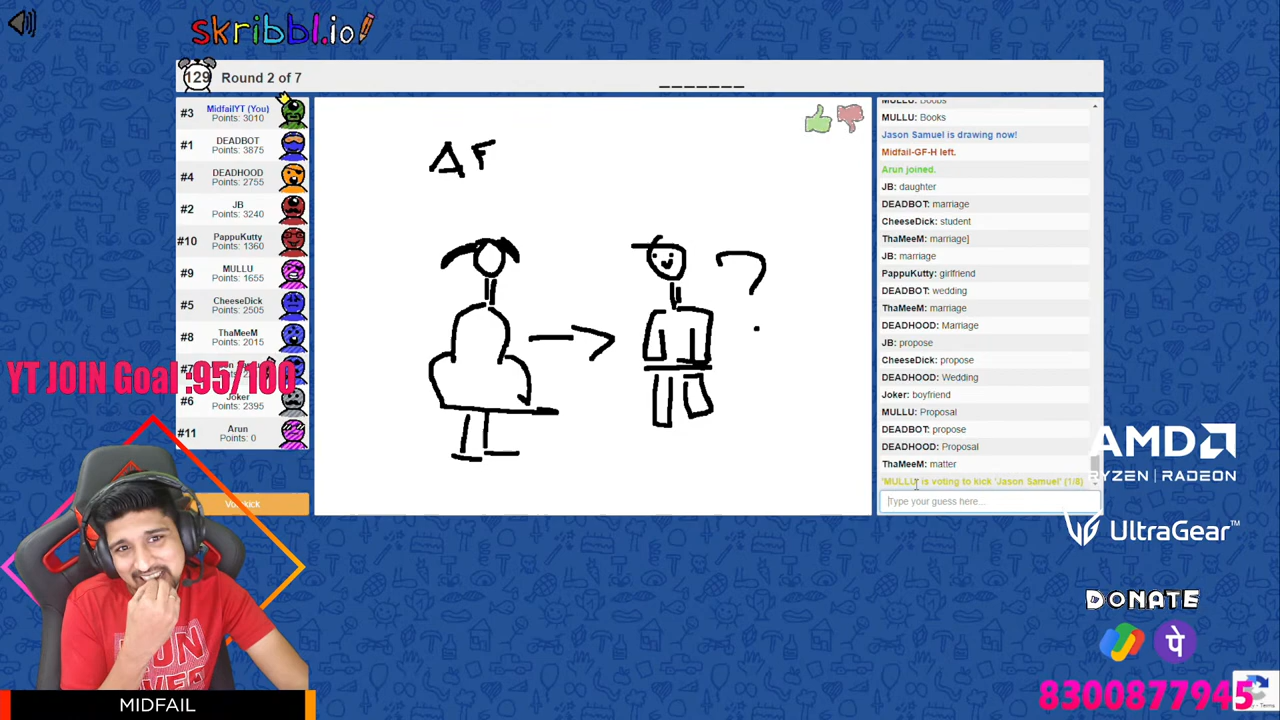 skribbl.io
129 Round 2 of 7
_______
#3 MidfailYT (You)
Points: 3010
#1 DEADBOT
Points: 3875
#4 DEADHOOD
Points: 2755
#2 JB
Points: 3240
#10 PappuKutty
Points: 1360
#9 MULLU
Points: 1655
#5 CheeseDick
Points: 2505
#8 ThaMeeM
Points: 2015
YT JOIN Goal :95/100
#6 Joker
Points: 2395
#11 Arun
Points: 0
Votekick
MIDFAIL
MULLU: Boobs
MULLU: Books
Jason Samuel is drawing now!
Midfail-GF-H left.
Arun joined.
JB: daughter
DEADBOT: marriage
CheeseDick: student
ThaMeeM: marriage]
JB: marriage
PappuKutty: girlfriend
DEADBOT: wedding
ThaMeeM: marriage
DEADHOOD: Marriage
JB: propose
CheeseDick: propose
DEADHOOD: Wedding
Joker: boyfriend
MULLU: Proposal
DEADBOT: propose
DEADHOOD: Proposal
ThaMeeM: matter
'MULLU' is voting to kick 'Jason Samuel' (1/8)
Type your guess here...
AMD
RYZEN | RADEON
UltraGear™
DONATE
पे
8300877945